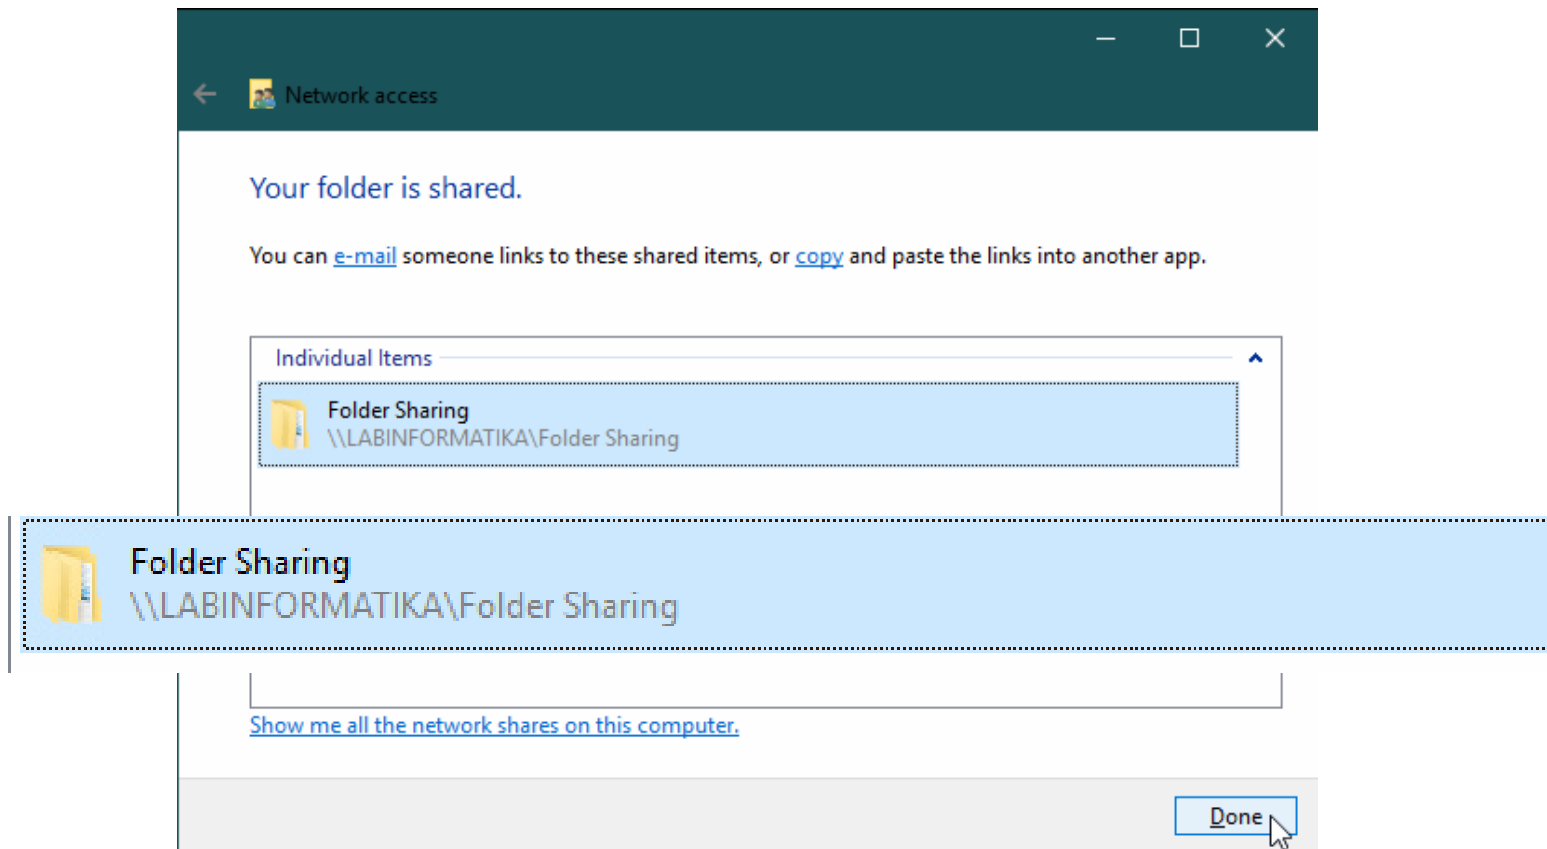 Network access
Your folder is shared.
You can e-mail someone links to these shared items, or copy and paste the links into another app.
Individual Items
Folder Sharing
\\LABINFORMATIKA\Folder Sharing
Folder Sharing
\\LABINFORMATIKA\Folder Sharing
Show me all the network shares on this computer.
Done